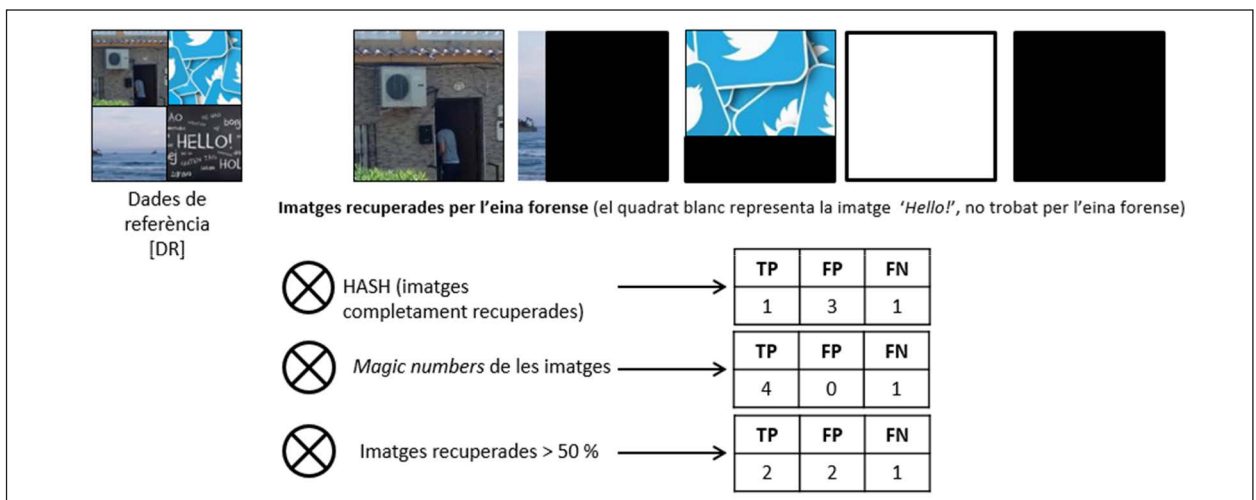 HELLO!
Dades de
referència
[DR]
Imatges recuperades per l'eina forense (el quadrat blanc representa la imatge 'Hello!', no trobat per l'eina forense)
HASH (imatges
completament recuperades)
TP FP FN
1 3 1
Magic numbers de les imatges
TP FP FN
4 0 1
Imatges recuperades > 50 %
TP FP FN
2 2 1